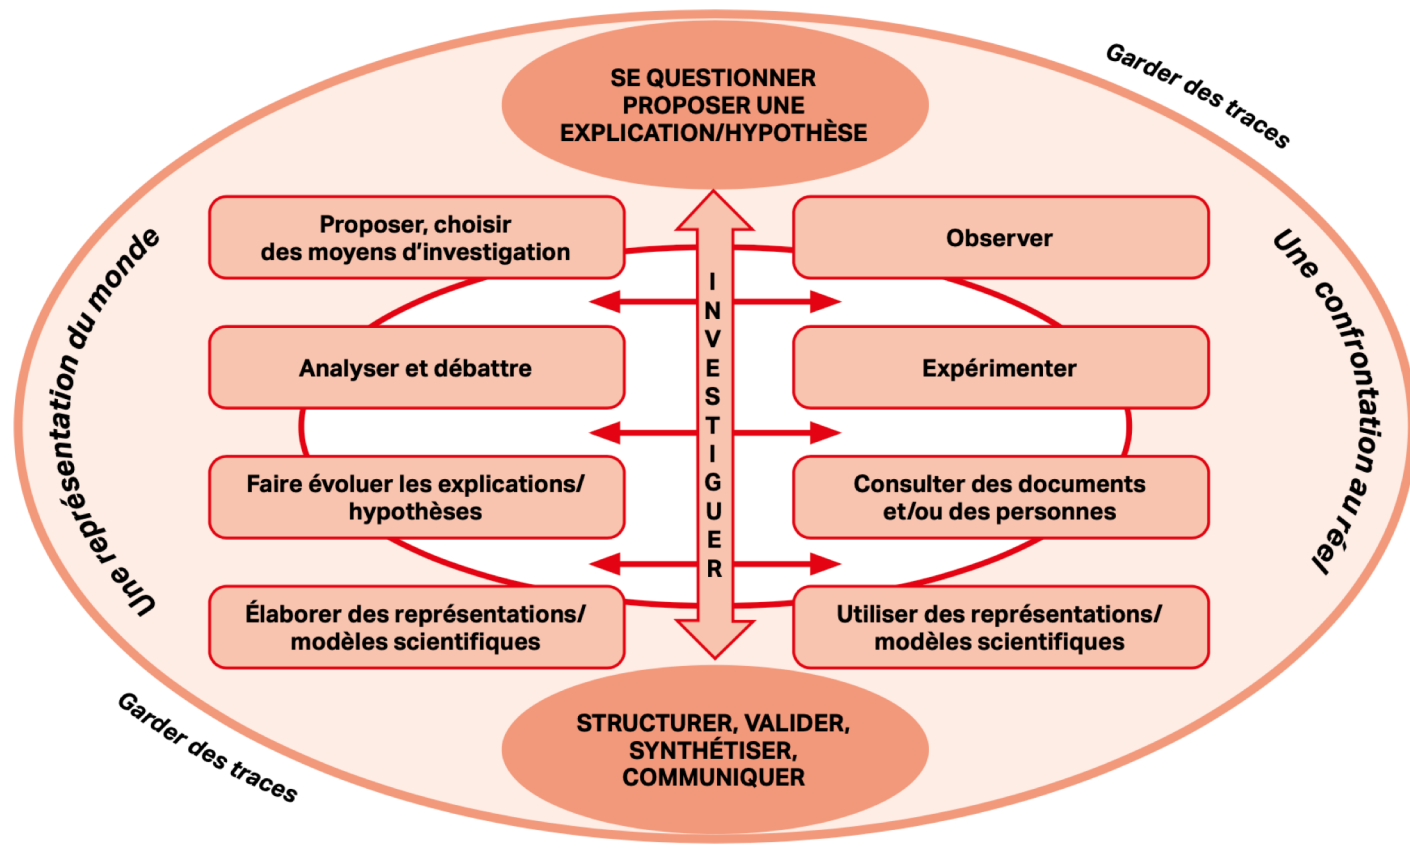 SE QUESTIONNER
PROPOSER UNE
EXPLICATION/HYPOTHÈSE
Garder des traces
Une représentation du monde
Proposer, choisir
des moyens d'investigation
Analyser et débattre
Faire évoluer les explications/
hypothèses
Élaborer des représentations/
modèles scientifiques
INVESTIGUER
Observer
Expérimenter
Consulter des documents
et/ou des personnes
Utiliser des représentations/
modèles scientifiques
Une confrontation au réel
Garder des traces
STRUCTURER, VALIDER,
SYNTHÉTISER,
COMMUNIQUER